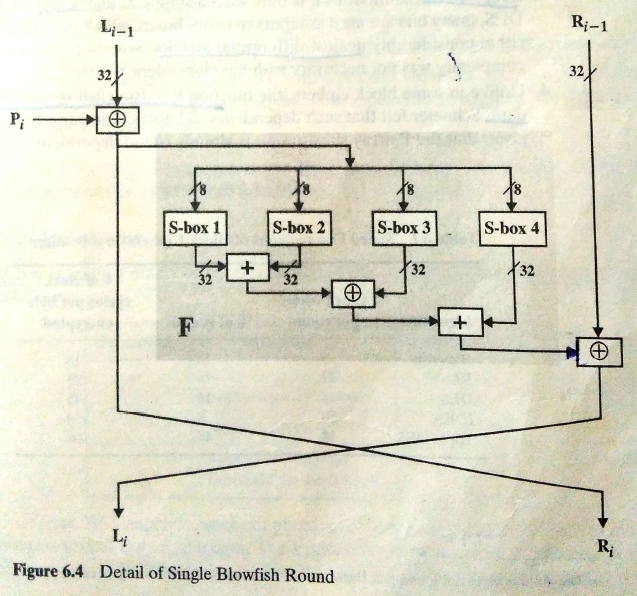 L_{i-1} R_{i-1}
32 32
P_i ⊕
8 8 8 8
S-box 1 S-box 2 S-box 3 S-box 4
32 + 32 32 32
⊕
F +
⊕
L_i R_i
Figure 6.4 Detail of Single Blowfish Round